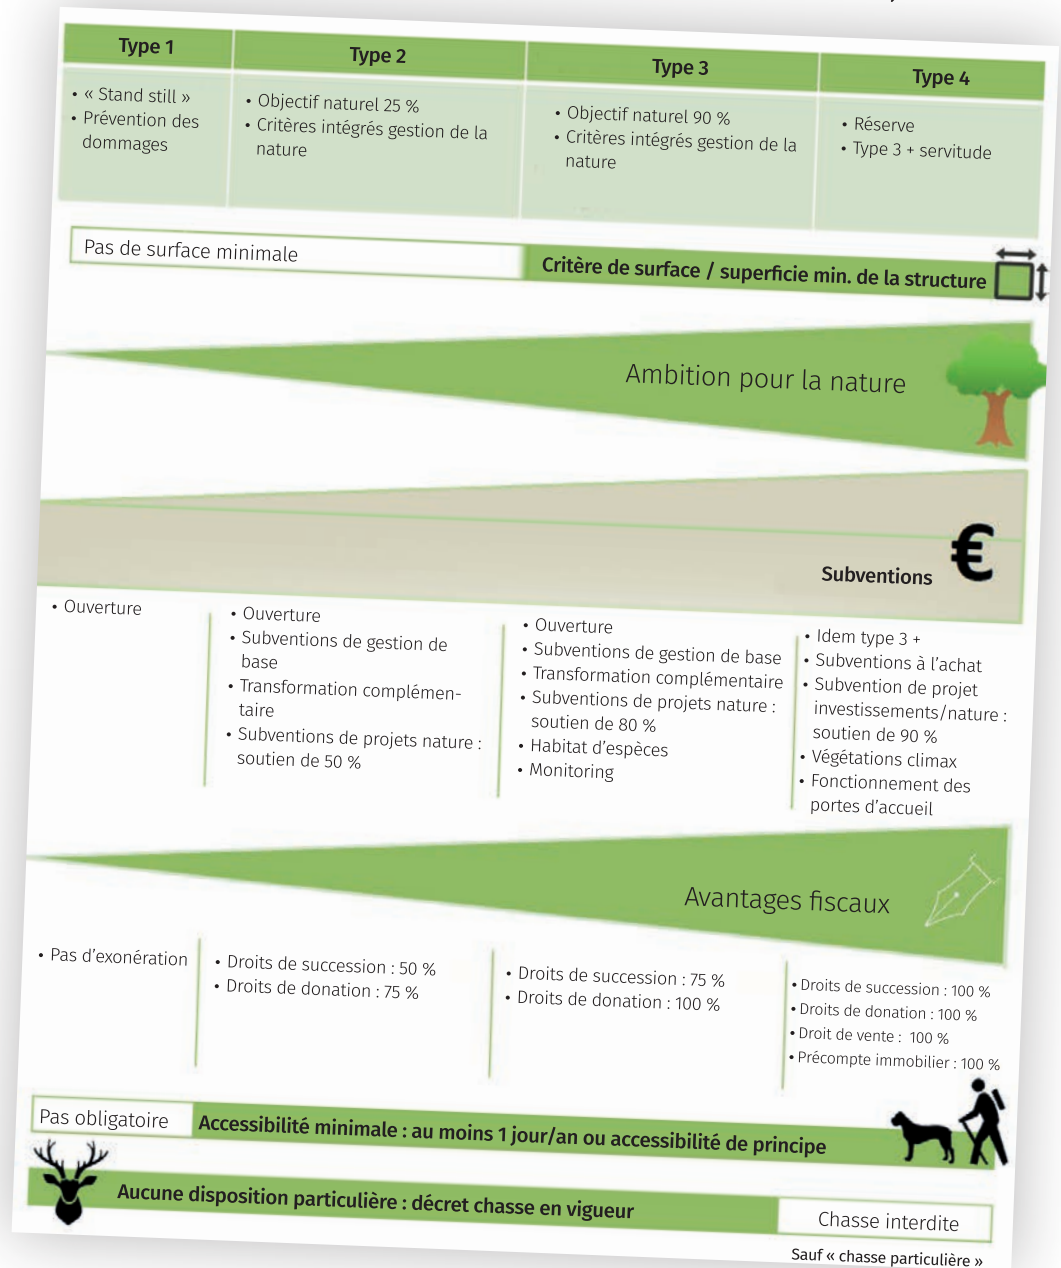 Type 1
Type 2
Type 3
Type 4
• « Stand still »
• Prévention des
dommages
• Objectif naturel 25 %
• Critères intégrés gestion de la
nature
• Objectif naturel 90 %
• Critères intégrés gestion de la
nature
• Réserve
• Type 3 + servitude
Pas de surface minimale
Critère de surface / superficie min. de la structure
Ambition pour la nature
€
Subventions
• Ouverture
• Ouverture
• Subventions de gestion de
base
• Transformation complémen-
taire
• Subventions de projets nature :
soutien de 50 %
• Ouverture
• Subventions de gestion de base
• Transformation complémentaire
• Subventions de projets nature :
soutien de 80 %
• Habitat d’espèces
• Monitoring
• Idem type 3 +
• Subventions à l’achat
• Subvention de projet
investissements/nature :
soutien de 90 %
• Végétations climax
• Fonctionnement des
portes d’accueil
Avantages fiscaux
• Pas d’exonération
• Droits de succession : 50 %
• Droits de donation : 75 %
• Droits de succession : 75 %
• Droits de donation : 100 %
• Droits de succession : 100 %
• Droits de donation : 100 %
• Droit de vente : 100 %
• Précompte immobilier : 100 %
Pas obligatoire
Accessibilité minimale : au moins 1 jour/an ou accessibilité de principe
Aucune disposition particulière : décret chasse en vigueur
Chasse interdite
Sauf « chasse particulière »